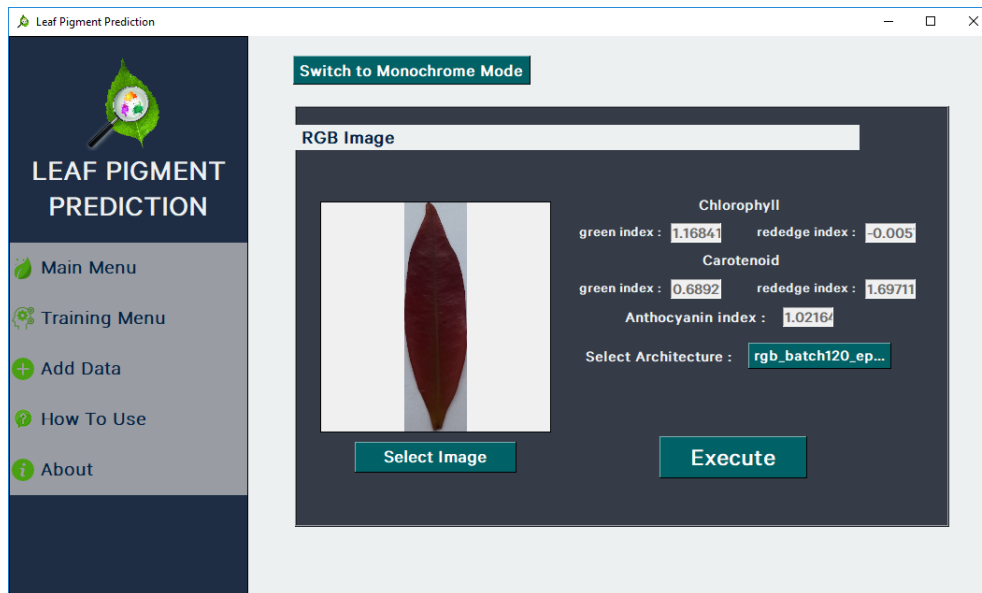 Leaf Pigment Prediction
LEAF PIGMENT
PREDICTION
Main Menu
Training Menu
Add Data
How To Use
About
Switch to Monochrome Mode
RGB Image
Chlorophyll
green index : 1.16841 rededge index : -0.005
Carotenoid
green index : 0.6892 rededge index : 1.69711
Anthocyanin index : 1.0216
Select Architecture : rgb_batch120_ep...
Select Image
Execute